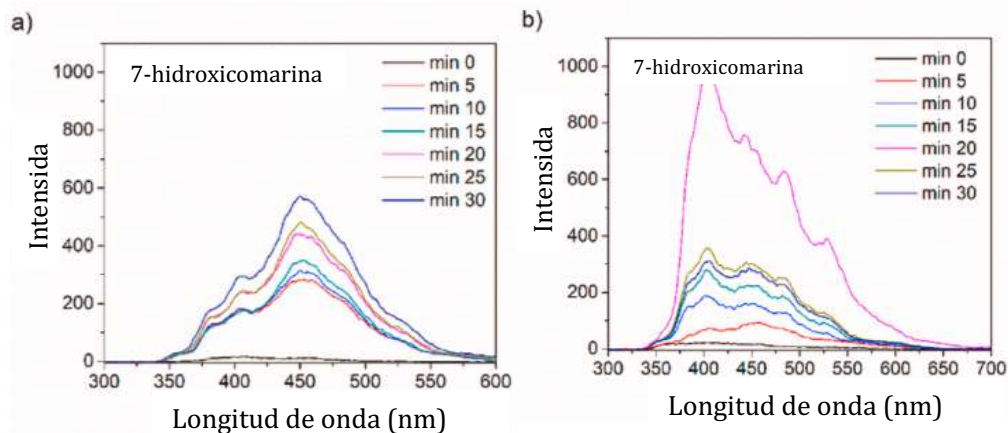 a)
7-hidroxicomarina
Intensida
1000
800
600
400
200
0
min 0
min 5
min 10
min 15
min 20
min 25
min 30
300
350
400
450
500
550
600
Longitud de onda (nm)
b)
7-hidroxicomarina
Intensida
1000
800
600
400
200
0
min 0
min 5
min 10
min 15
min 20
min 25
min 30
300
350
400
450
500
550
600
650
700
Longitud de onda (nm)